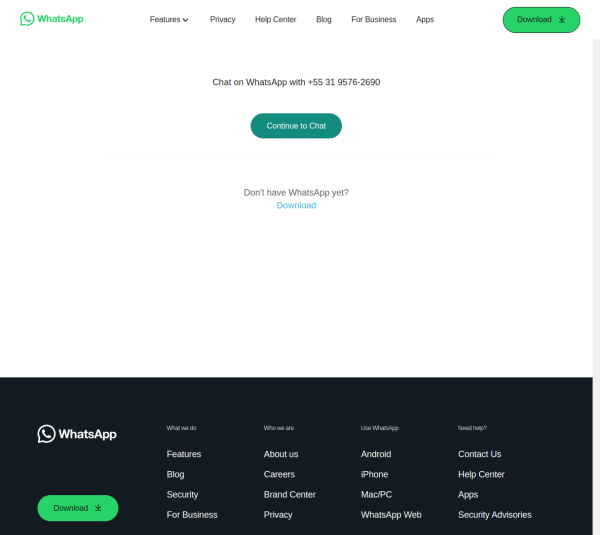 WhatsApp
Features
Privacy
Help Center
Blog
For Business
Apps
Download
Chat on WhatsApp with +55 31 9576-2690
Continue to Chat
Don't have WhatsApp yet?
Download
WhatsApp
Download
What we do
Features
Blog
Security
For Business
Who we are
About us
Careers
Brand Center
Privacy
Use WhatsApp
Android
iPhone
Mac/PC
WhatsApp Web
Need help?
Contact Us
Help Center
Apps
Security Advisories